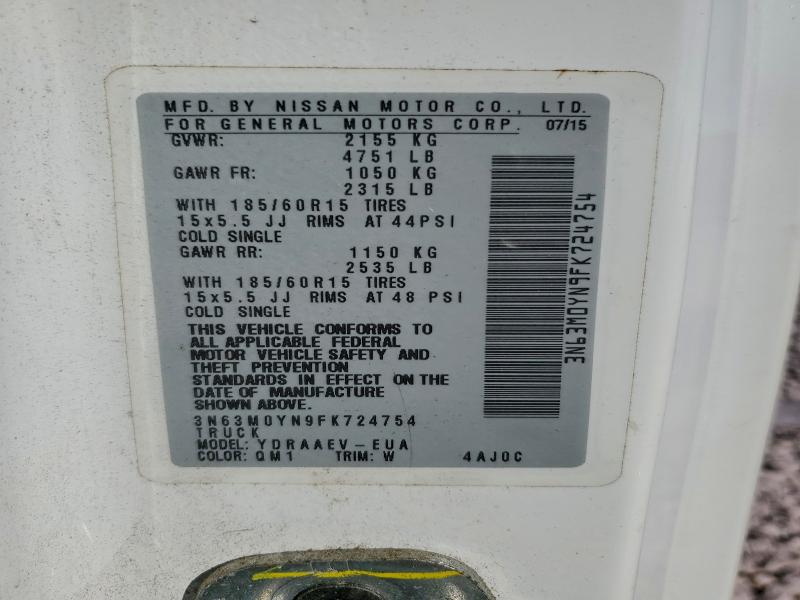 MFD. BY NISSAN MOTOR CO., LTD.
FOR GENERAL MOTORS CORP. 07/15
GVWR: 2155 KG
4751 LB
GAWR FR: 1050 KG
2315 LB
WITH 185/60R15 TIRES
15x5.5 JJ RIMS AT 44PSI
COLD SINGLE
GAWR RR: 1150 KG
2535 LB
WITH 185/60R15 TIRES
15x5.5 JJ RIMS AT 48 PSI
COLD SINGLE
THIS VEHICLE CONFORMS TO
ALL APPLICABLE FEDERAL
MOTOR VEHICLE SAFETY AND
THEFT PREVENTION
STANDARDS IN EFFECT ON THE
DATE OF MANUFACTURE
SHOWN ABOVE.
3N63M0YN9FK724754
TRUCK
MODEL: YDRAAEV-EUA
COLOR: QM1 TRIM: W 4AJ0C
3N63M0YN9FK724754